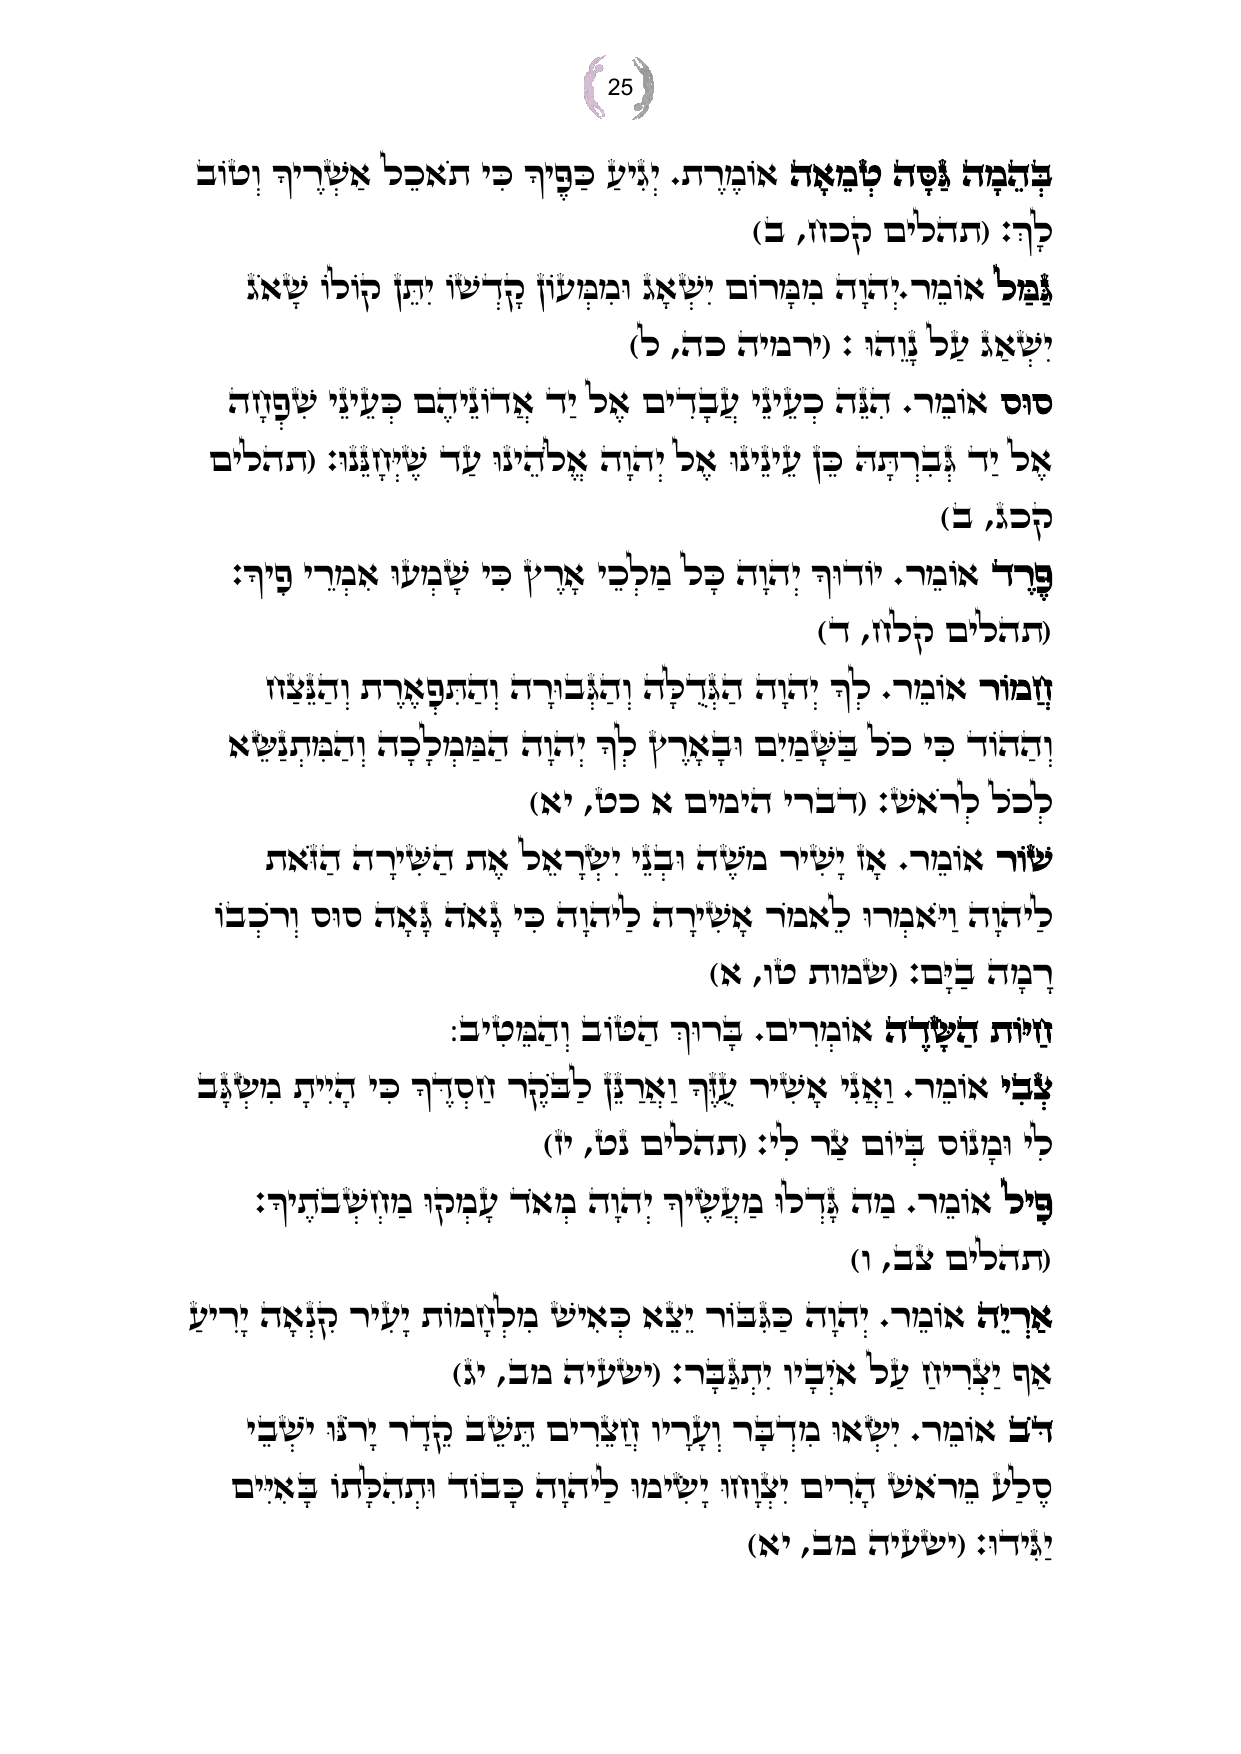 25
בְּהֵמָה גַּסָּה טְמֵאָה אוֹמֶרֶת. יְגִיעַ כַּפֶּיךָ כִּי תֹאכֵל אַשְׁרֶיךָ וְטוֹב
לָךְ: (תהלים קכח, ב)
גַּמַּל אוֹמֵר.יְהוָה מִמָּרוֹם יִשְׁאָג וּמִמְּעוֹן קָדְשׁוֹ יִתֵּן קוֹלוֹ שָׁאֹג
יִשְׁאַג עַל נָוֵהוּ : (ירמיה כה, ל)
סוּס אוֹמֵר. הִנֵּה כְעֵינֵי עֲבָדִים אֶל יַד אֲדוֹנֵיהֶם כְּעֵינֵי שִׁפְחָה
אֶל יַד גְּבִרְתָּהּ כֵּן עֵינֵינוּ אֶל יְהוָה אֱלֹהֵינוּ עַד שֶׁיְּחָנֵּנוּ: (תהלים
קכג, ב)
פֶּרֶד אוֹמֵר. יוֹדוּךָ יְהוָה כָּל מַלְכֵי אָרֶץ כִּי שָׁמְעוּ אִמְרֵי פִיךָ:
(תהלים קלח, ד)
חֲמוֹר אוֹמֵר. לְךָ יְהוָה הַגְּדֻלָּה וְהַגְּבוּרָה וְהַתִּפְאֶרֶת וְהַנֵּצַח
וְהַהוֹד כִּי כֹל בַּשָּׁמַיִם וּבָאָרֶץ לְךָ יְהוָה הַמַּמְלָכָה וְהַמִּתְנַשֵּׂא
לְכֹל לְרֹאשׁ: (דברי הימים א כט, יא)
שׁוֹר אוֹמֵר. אָז יָשִׁיר מֹשֶׁה וּבְנֵי יִשְׂרָאֵל אֶת הַשִּׁירָה הַזֹּאת
לַיהוָה וַיֹּאמְרוּ לֵאמֹר אָשִׁירָה לַיהוָה כִּי גָאֹה גָּאָה סוּס וְרֹכְבוֹ
רָמָה בַיָּם: (שמות טו, א)
חַיּוֹת הַשָּׂדֶה אוֹמְרִים. בָּרוּךְ הַטּוֹב וְהַמֵּטִיב:
צְבִי אוֹמֵר. וַאֲנִי אָשִׁיר עֻזֶּךָ וַאֲרַנֵּן לַבֹּקֶר חַסְדֶּךָ כִּי הָיִיתָ מִשְׂגָּב
לִי וּמָנוֹס בְּיוֹם צַר לִי: (תהלים נט, יז)
פִּיל אוֹמֵר. מַה גָּדְלוּ מַעֲשֶׂיךָ יְהוָה מְאֹד עָמְקוּ מַחְשְׁבֹתֶיךָ:
(תהלים צב, ו)
אַרְיֵה אוֹמֵר. יְהוָה כַּגִּבּוֹר יֵצֵא כְּאִישׁ מִלְחָמוֹת יָעִיר קִנְאָה יָרִיעַ
אַף יַצְרִיחַ עַל אֹיְבָיו יִתְגַּבָּר: (ישעיה מב, יג)
דֹּב אוֹמֵר. יִשְׂאוּ מִדְבָּר וְעָרָיו חֲצֵרִים תֵּשֵׁב קֵדָר יָרֹנּוּ יֹשְׁבֵי
סֶלַע מֵרֹאשׁ הָרִים יִצְוָחוּ יָשִׂימוּ לַיהוָה כָּבוֹד וּתְהִלָּתוֹ בָּאִיִּים
יַגִּידוּ: (ישעיה מב, יא)